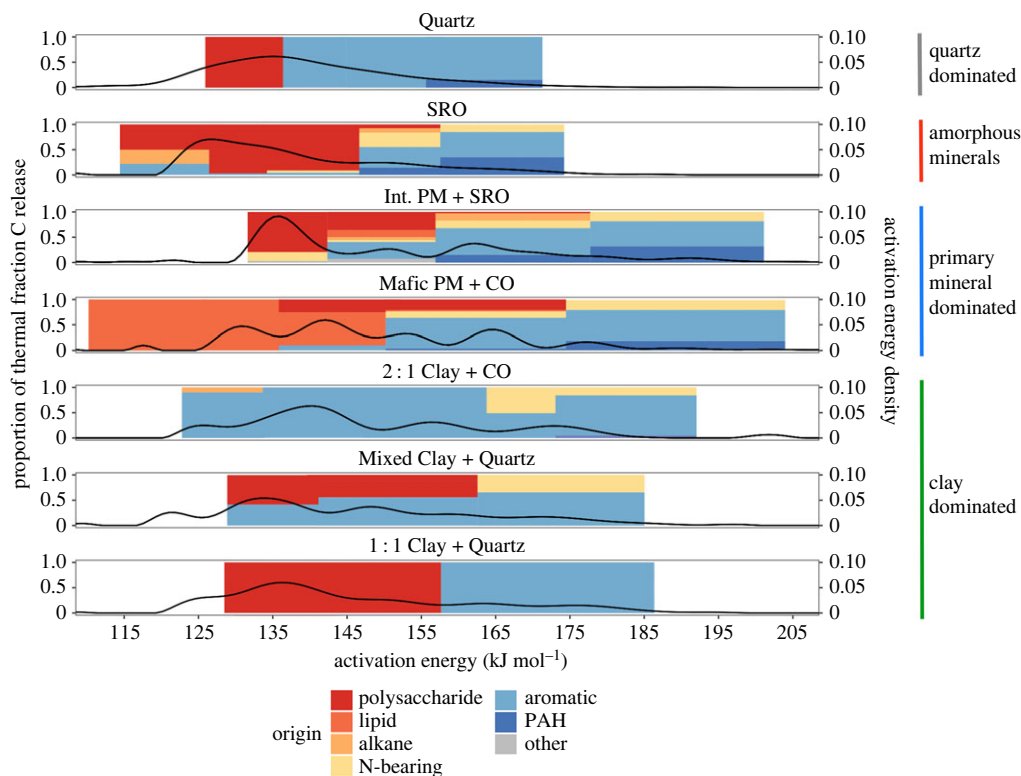 Quartz
1.0
0.5
0
0.10
0.05
0
quartz
dominated
SRO
1.0
0.5
0
0.10
0.05
0
amorphous
minerals
Int. PM + SRO
1.0
0.5
0
0.10
0.05
0
primary
mineral
dominated
Mafic PM + CO
1.0
0.5
0
0.10
0.05
0
2 : 1 Clay + CO
1.0
0.5
0
0.10
0.05
0
Mixed Clay + Quartz
1.0
0.5
0
0.10
0.05
0
clay
dominated
1 : 1 Clay + Quartz
1.0
0.5
0
0.10
0.05
0
proportion of thermal fraction C release
activation energy density
115 125 135 145 155 165 175 185 195 205
activation energy (kJ mol⁻¹)
origin
polysaccharide
lipid
alkane
N-bearing
aromatic
PAH
other